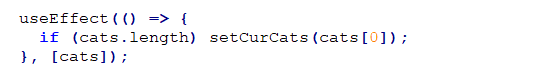 useEffect(() => {
  if (cats.length) setCurCats(cats[0]);
}, [cats]);